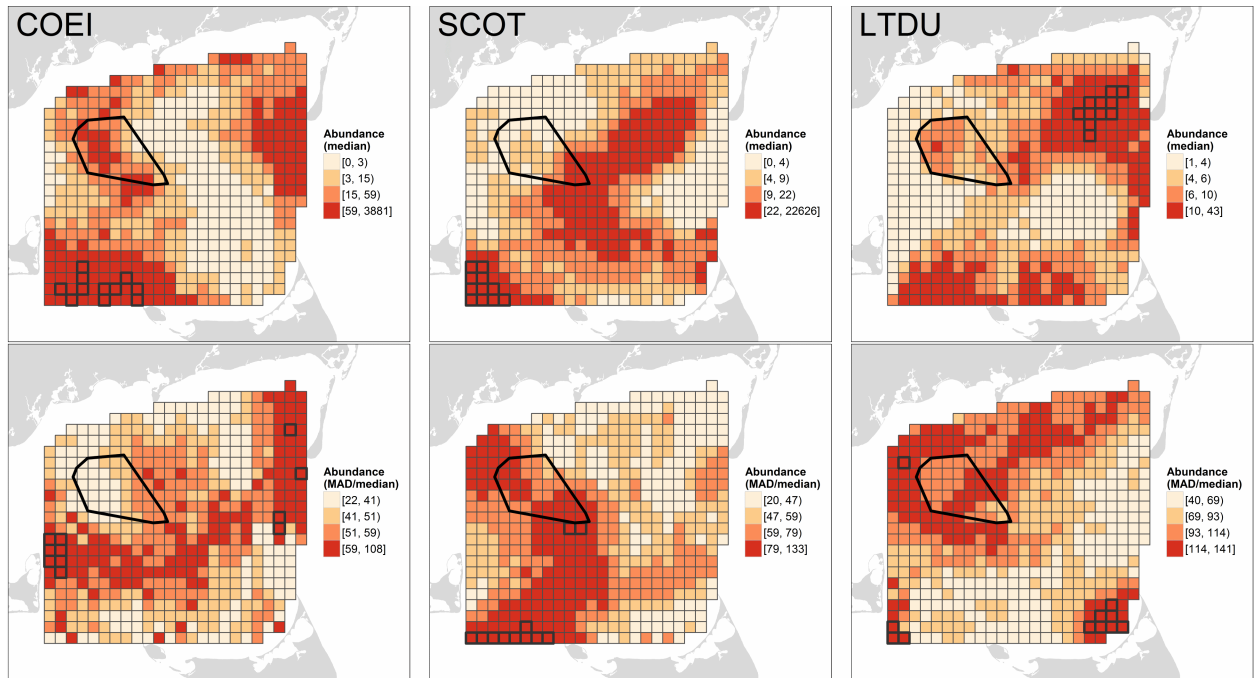 COEI
Abundance
(median)
[0, 3)
[3, 15)
[15, 59)
[59, 3881]
SCOT
Abundance
(median)
[0, 4)
[4, 9)
[9, 22)
[22, 22626]
LTDU
Abundance
(median)
[1, 4)
[4, 6)
[6, 10)
[10, 43]
Abundance
(MAD/median)
[22, 41)
[41, 51)
[51, 59)
[59, 108]
Abundance
(MAD/median)
[20, 47)
[47, 59)
[59, 79)
[79, 133]
Abundance
(MAD/median)
[40, 69)
[69, 93)
[93, 114)
[114, 141]